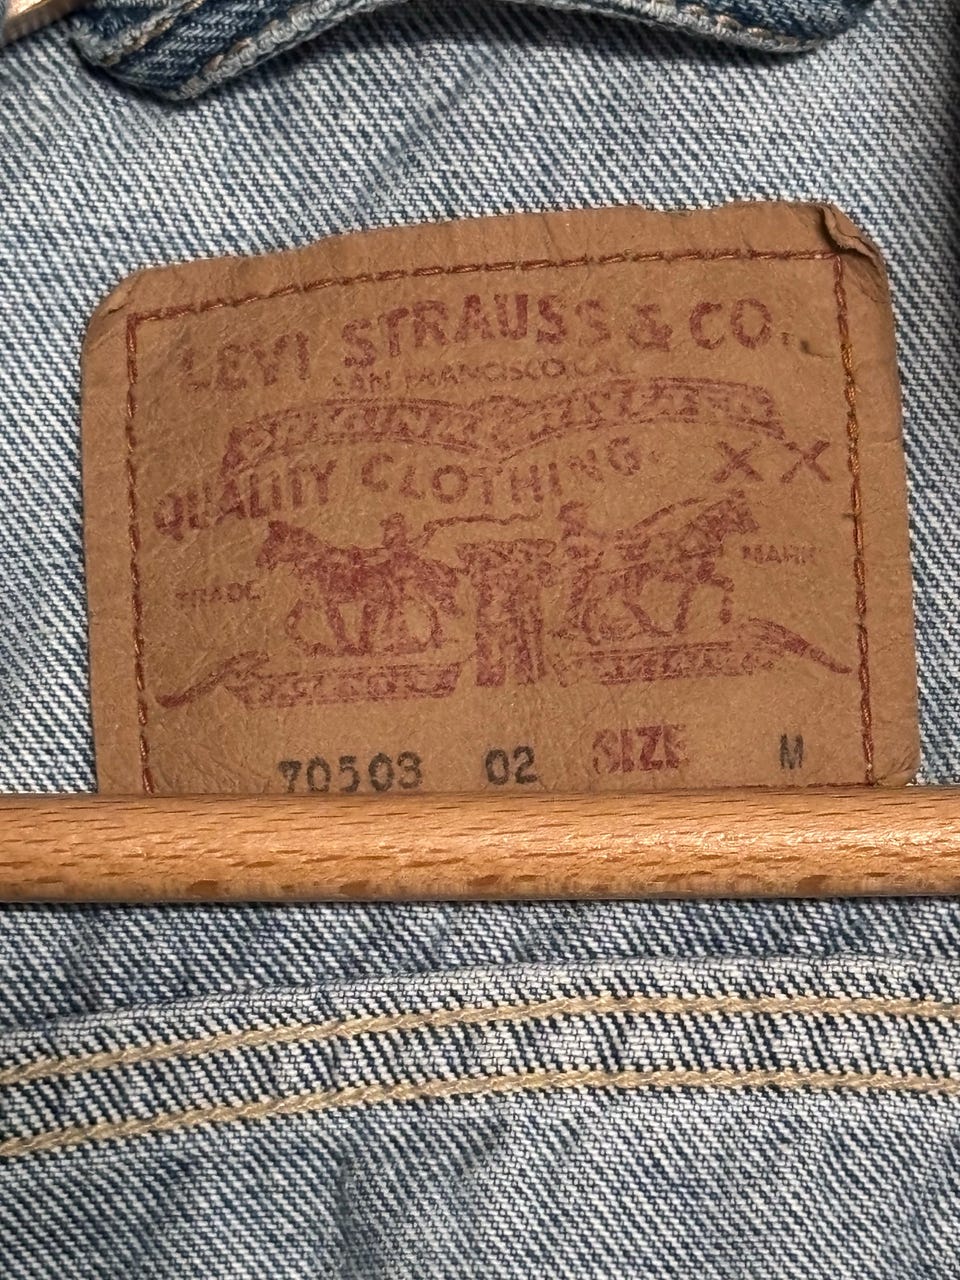 LEVI STRAUSS & CO.
SAN FRANCISCO, CAL
QUALITY CLOTHING XX
TRADE MARK
70503 02 SIZE M